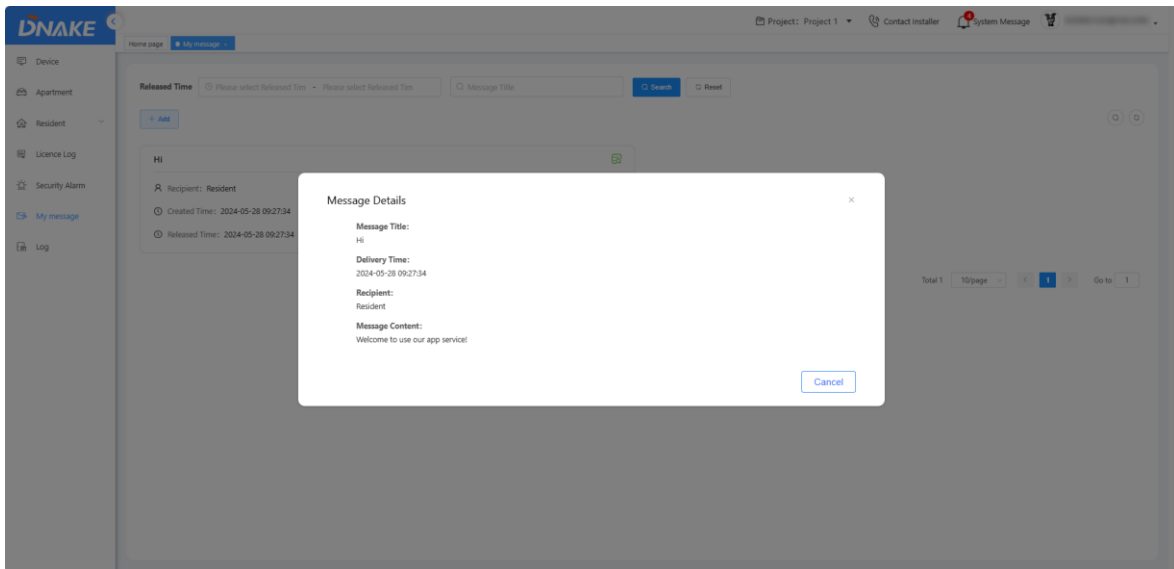 DNAKE
Project: Project 1
Contact Installer
4
System Message
Home page
My message
Device
Apartment
Resident
Licence Log
Security Alarm
My message
Log
Released Time
Please select Released Tim - Please select Released Tim
Message Title
Search
Reset
+ Add
Hi
Recipient: Resident
Created Time: 2024-05-28 09:27:34
Released Time: 2024-05-28 09:27:34
Message Details
Message Title:
Hi
Delivery Time:
2024-05-28 09:27:34
Recipient:
Resident
Message Content:
Welcome to use our app service!
Cancel
Total 1
10/page
1
Go to 1